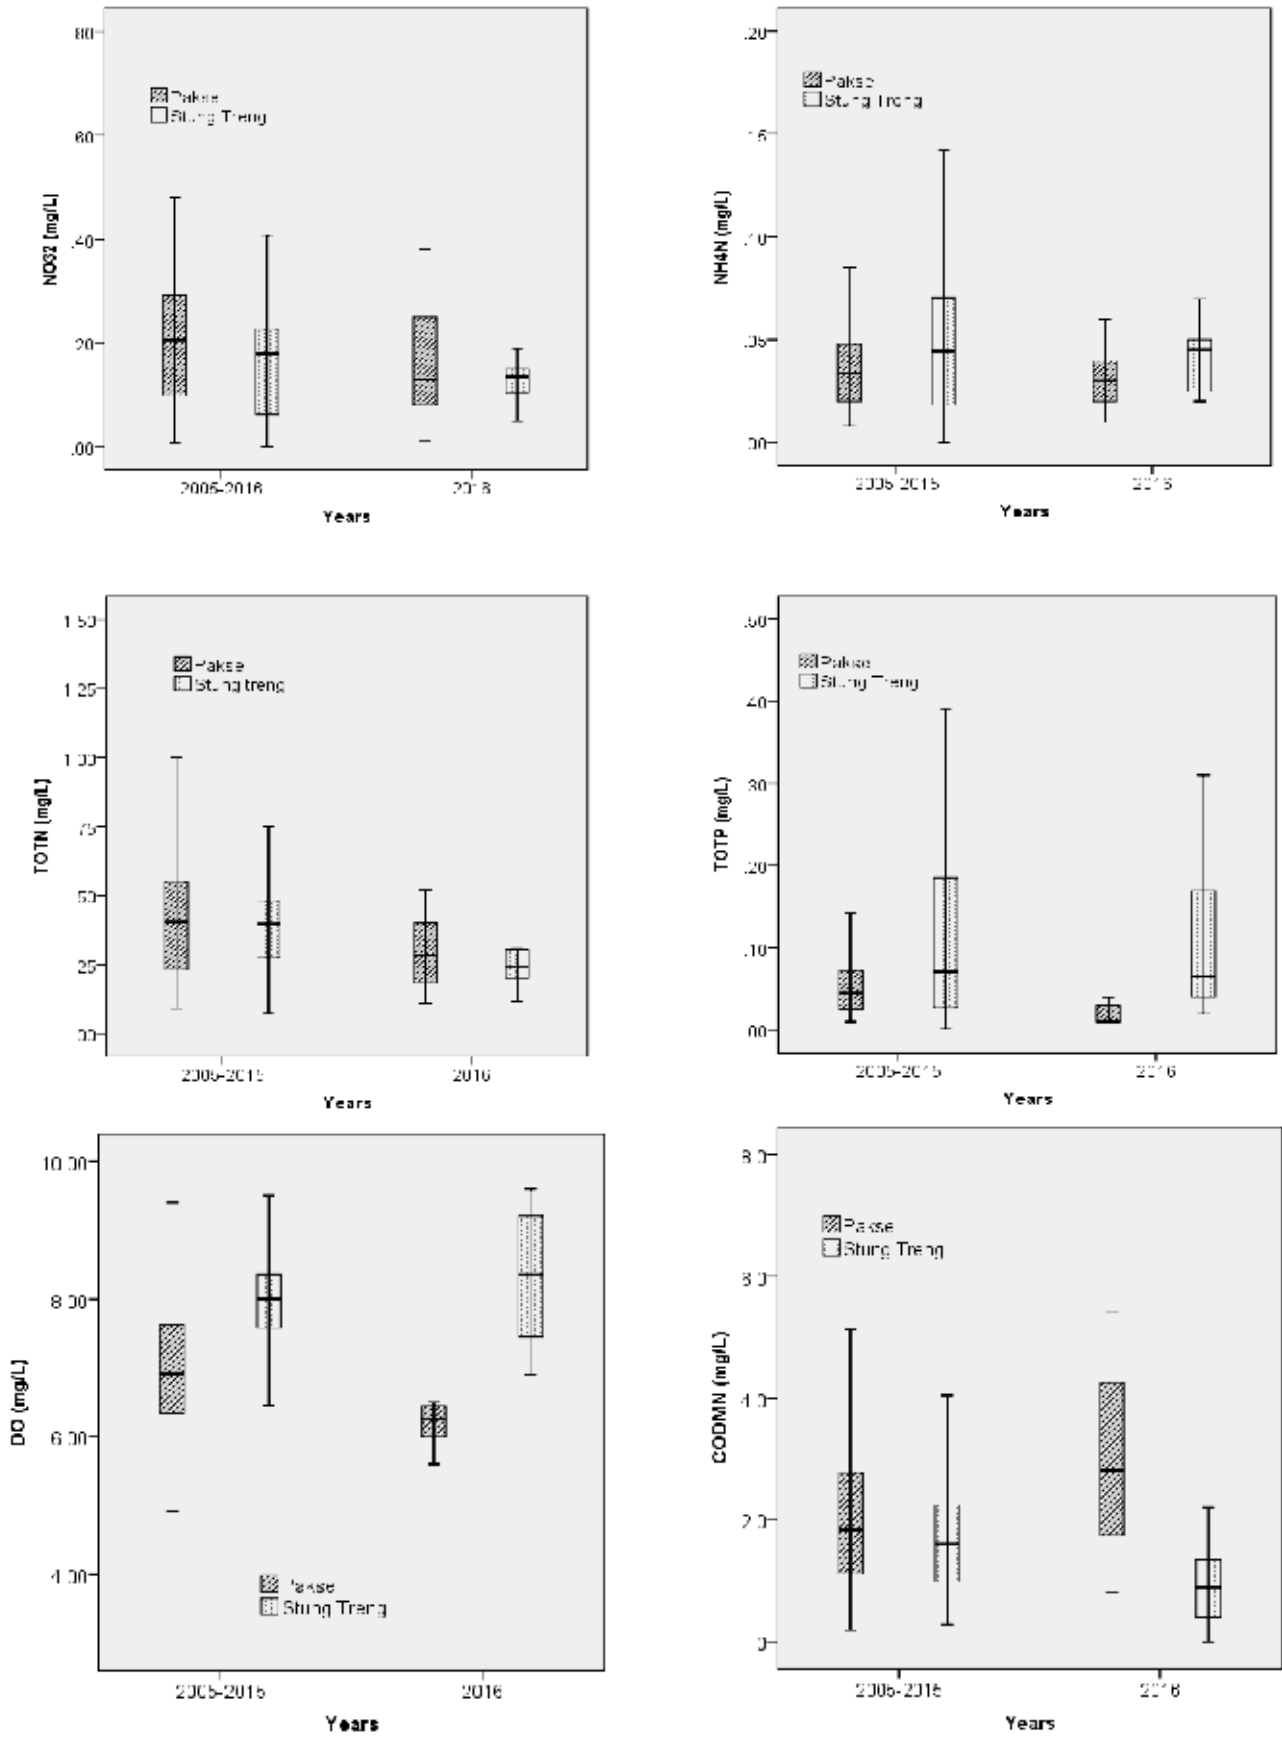 .80
.60
.40
.20
.00
NO32 (mg/L)
Pakse
Stung Treng
2005-2016
2016
Years
.20
.15
.10
.05
.00
NH4N (mg/L)
Pakse
Stung Treng
2005-2015
2016
Years
1.50
1.25
1.00
.75
.50
.25
.00
TOTN (mg/L)
Pakse
Stung treng
2005-2015
2016
Years
.50
.40
.30
.20
.10
.00
TOTP (mg/L)
Pakse
Stung Treng
2005-2015
2016
Years
10.00
8.00
6.00
4.00
DO (mg/L)
Pakse
Stung Treng
2005-2015
2016
Years
8.0
6.0
4.0
2.0
.0
CODMN (mg/L)
Pakse
Stung Treng
2005-2015
2016
Years